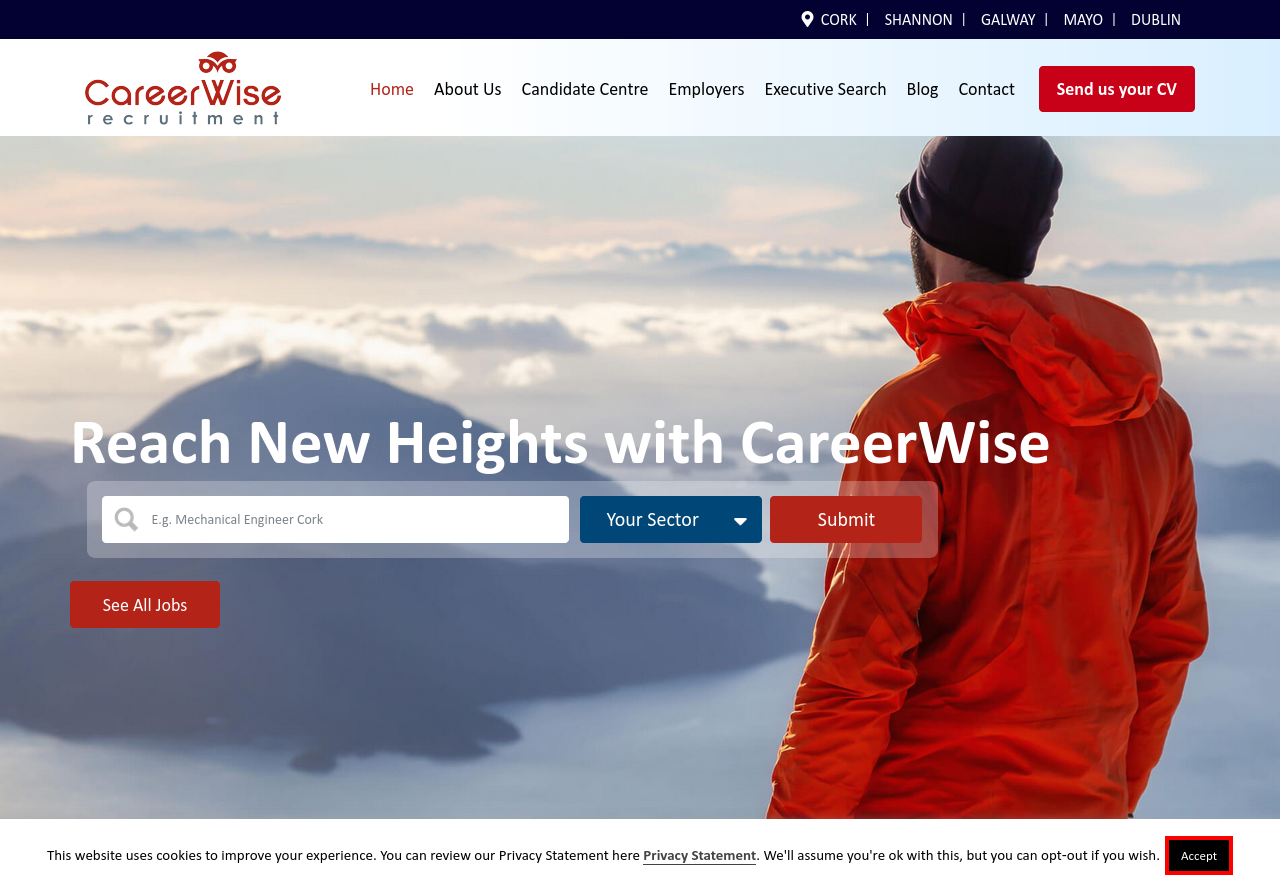 CORK | SHANNON | GALWAY | MAYO | DUBLIN
CareerWise
recruitment
Home About Us Candidate Centre Employers Executive Search Blog Contact Send us your CV
Reach New Heights with CareerWise
E.g. Mechanical Engineer Cork Your Sector Submit
See All Jobs
This website uses cookies to improve your experience. You can review our Privacy Statement here Privacy Statement. We'll assume you're ok with this, but you can opt-out if you wish. Accept